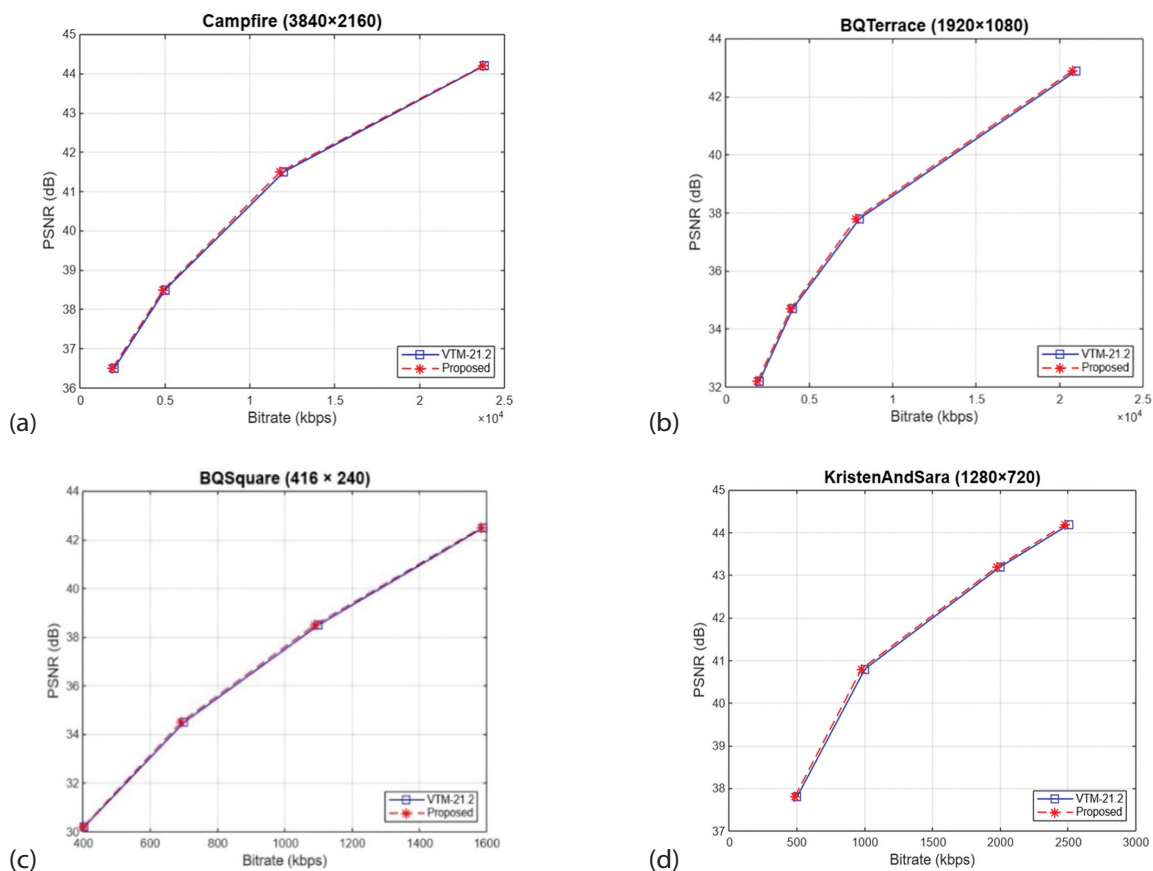 Campfire (3840×2160)
45
44
43
42
41
40
39
38
37
36
PSNR (dB)
0 0.5 1 1.5 2 2.5
Bitrate (kbps)
×10⁴
VTM-21.2
Proposed
(a)
BQTerrace (1920×1080)
44
42
40
38
36
34
32
PSNR (dB)
0 0.5 1 1.5 2 2.5
Bitrate (kbps)
×10⁴
VTM-21.2
Proposed
(b)
BQSquare (416 × 240)
44
42
40
38
36
34
32
30
PSNR (dB)
400 600 800 1000 1200 1400 1600
Bitrate (kbps)
VTM-21.2
Proposed
(c)
KristenAndSara (1280×720)
45
44
43
42
41
40
39
38
37
PSNR (dB)
0 500 1000 1500 2000 2500 3000
Bitrate (kbps)
VTM-21.2
Proposed
(d)